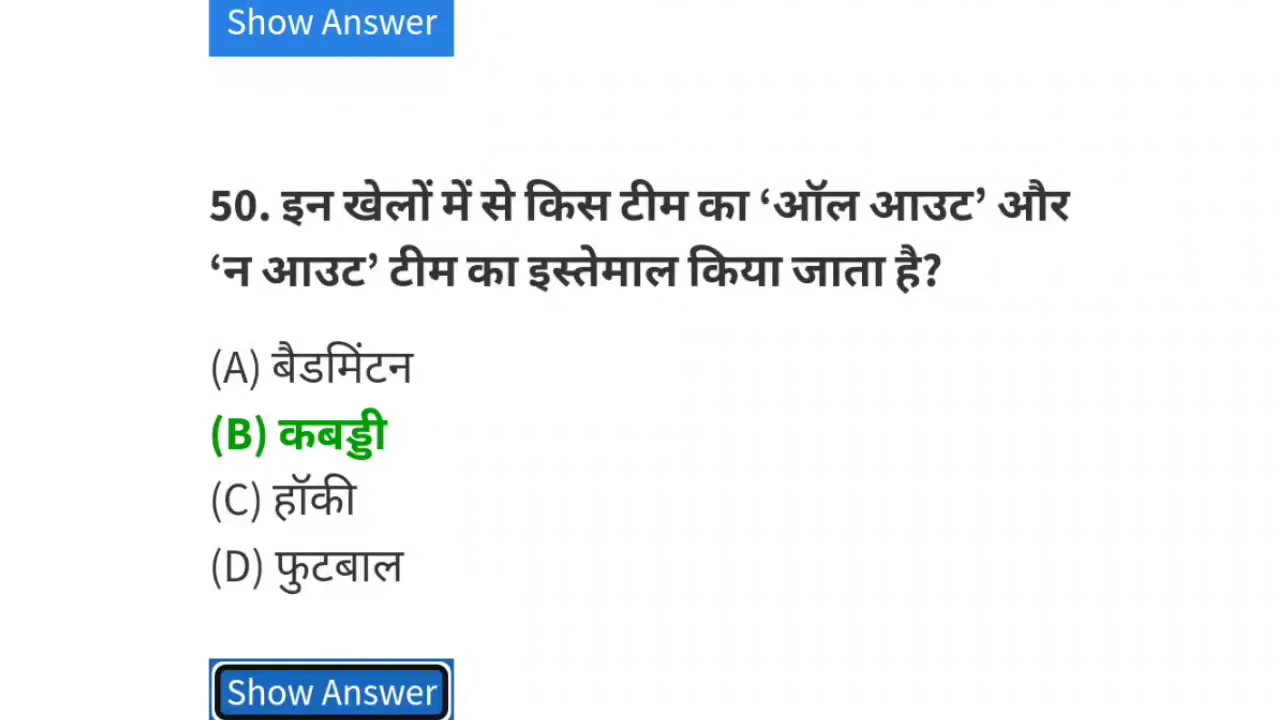 Show Answer
50. इन खेलों में से किस टीम का ‘ऑल आउट’ और
‘न आउट’ टीम का इस्तेमाल किया जाता है?
(A) बैडमिंटन
(B) कबड्डी
(C) हॉकी
(D) फुटबाल
Show Answer